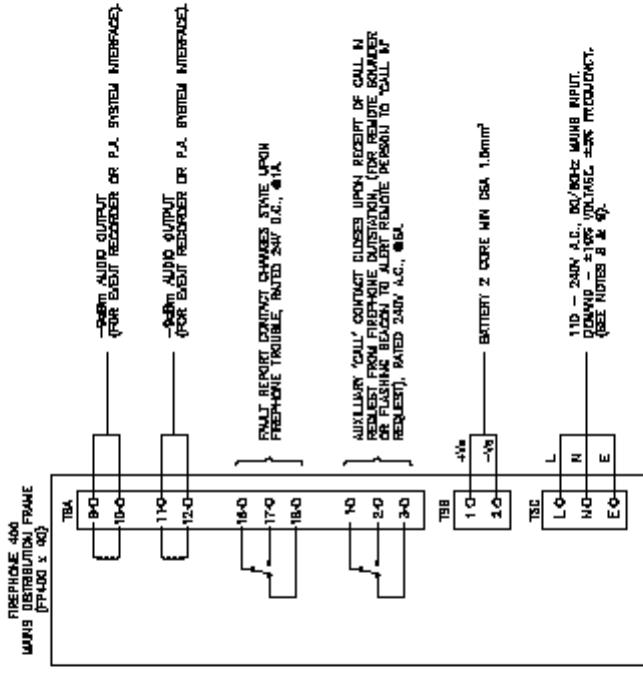 FIREPHONE 400
MAINS DISTRIBUTION FRAME
(FP400 x 40)
TBA
9
10
-9dBm AUDIO OUTPUT
(FOR EVENT RECORDER OR P.A. SYSTEM INTERFACE).
11
12
-9dBm AUDIO OUTPUT
(FOR EVENT RECORDER OR P.A. SYSTEM INTERFACE).
16
17
18
FAULT REPORT CONTACT CHANGES STATE UPON
FIREPHONE TROUBLE, RATED 24V D.C., @1A
1
2
3
AUXILLIARY 'CALL' CONTACT CLOSES UPON RECEIPT OF CALL IN
REQUEST FROM FIREPHONE OUTSTATION, (FOR REMOTE SOUNDER
OR FLASHING BEACON TO ALERT REMOTE PERSON TO "CALL IN"
REQUEST), RATED 240V A.C., @6A.
TBB
1
2
+Ve
-Ve
BATTERY 2 CORE MIN CSA 1.5mm²
TBC
L
N
E
L
N
E
110 - 240V A.C., 50/60Hz MAINS INPUT.
DEMAND - ±10% VOLTAGE, ±5% FREQUENCY.
(SEE NOTES 8 & 9).